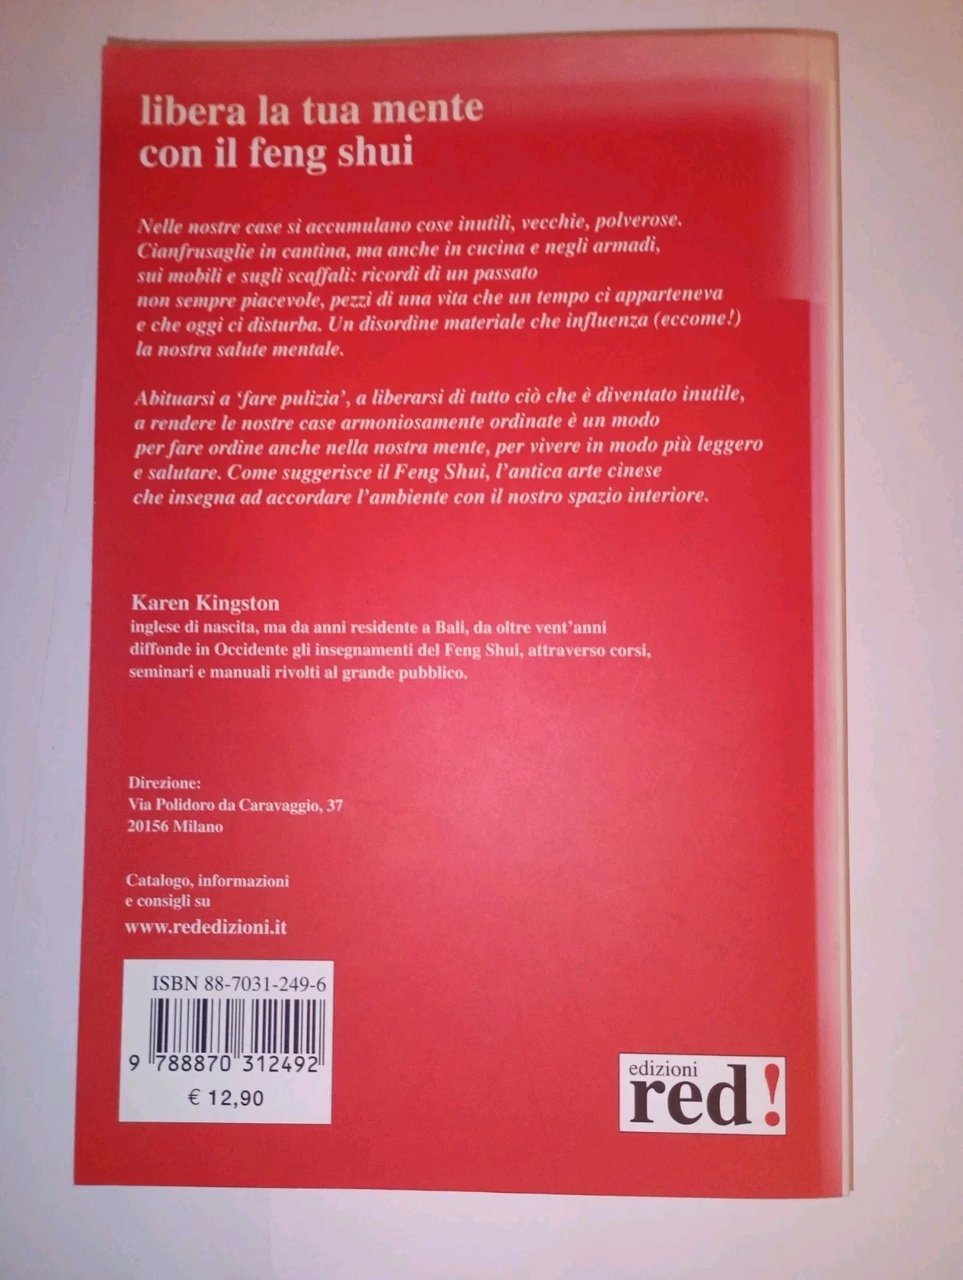 libera la tua mente
con il feng shui
Nelle nostre case si accumulano cose inutili, vecchie, polverose.
Cianfrusaglie in cantina, ma anche in cucina e negli armadi,
sui mobili e sugli scaffali: ricordi di un passato
non sempre piacevole, pezzi di una vita che un tempo ci apparteneva
e che oggi ci disturba. Un disordine materiale che influenza (eccome!)
la nostra salute mentale.
Abituarsi a ‘fare pulizia’, a liberarsi di tutto ciò che è diventato inutile,
a rendere le nostre case armoniosamente ordinate è un modo
per fare ordine anche nella nostra mente, per vivere in modo più leggero
e salutare. Come suggerisce il Feng Shui, l’antica arte cinese
che insegna ad accordare l’ambiente con il nostro spazio interiore.
Karen Kingston
inglese di nascita, ma da anni residente a Bali, da oltre vent’anni
diffonde in Occidente gli insegnamenti del Feng Shui, attraverso corsi,
seminari e manuali rivolti al grande pubblico.
Direzione:
Via Polidoro da Caravaggio, 37
20156 Milano
Catalogo, informazioni
e consigli su
www.rededizioni.it
ISBN 88-7031-249-6
9 788870 312492
€ 12,90
edizioni
red!